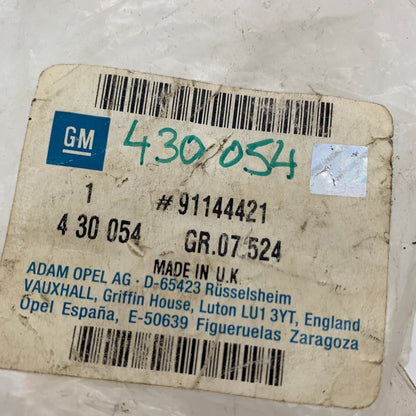 GM 430 054
1 # 91144421
4 30 054 GR.07.524
MADE IN U.K.
ADAM OPEL AG · D-65423 Rüsselsheim
VAUXHALL, Griffin House, Luton LU1 3YT, England
Opel España, E-50639 Figueruelas Zaragoza